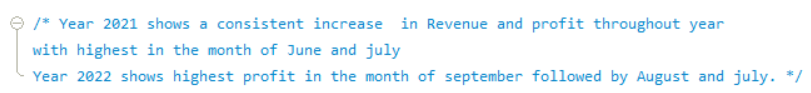 /* Year 2021 shows a consistent increase  in Revenue and profit throughout year
with highest in the month of June and july
Year 2022 shows highest profit in the month of september followed by August and july. */